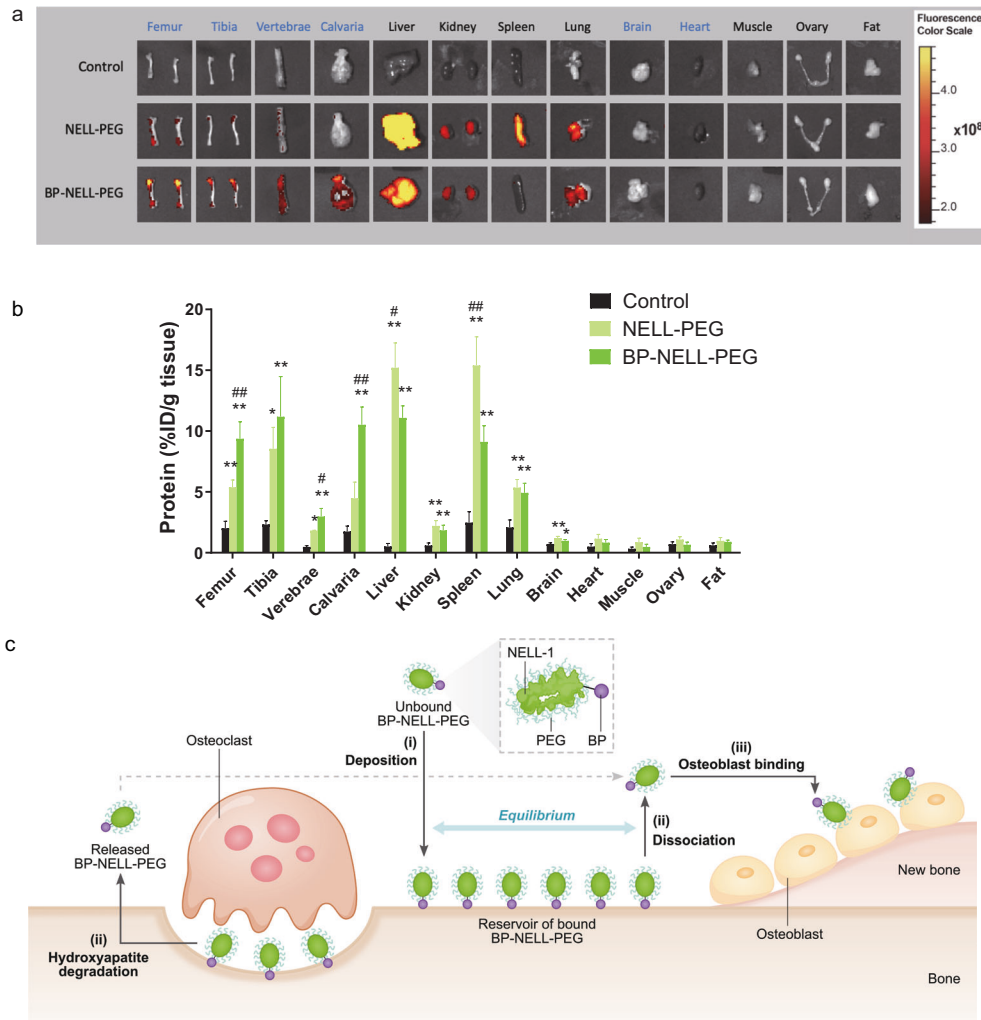 a
Femur Tibia Vertebrae Calvaria Liver Kidney Spleen Lung Brain Heart Muscle Ovary Fat
Fluorescence
Color Scale
Control
NELL-PEG
BP-NELL-PEG
4.0
3.0
x10⁸
2.0
b
Protein (%ID/g tissue)
20
15
10
5
0
Control
NELL-PEG
BP-NELL-PEG
** ## ** * ** * # ** ## ** # ** ** ** ** ## ** ** ** ** ** *
Femur Tibia Verebrae Calvaria Liver Kidney Spleen Lung Brain Heart Muscle Ovary Fat
c
NELL-1
PEG
BP
Unbound
BP-NELL-PEG
(i)
Deposition
(iii)
Osteoblast binding
Osteoclast
Equilibrium
(ii)
Dissociation
Released
BP-NELL-PEG
New bone
Reservoir of bound
BP-NELL-PEG
Osteoblast
(ii)
Hydroxyapatite
degradation
Bone